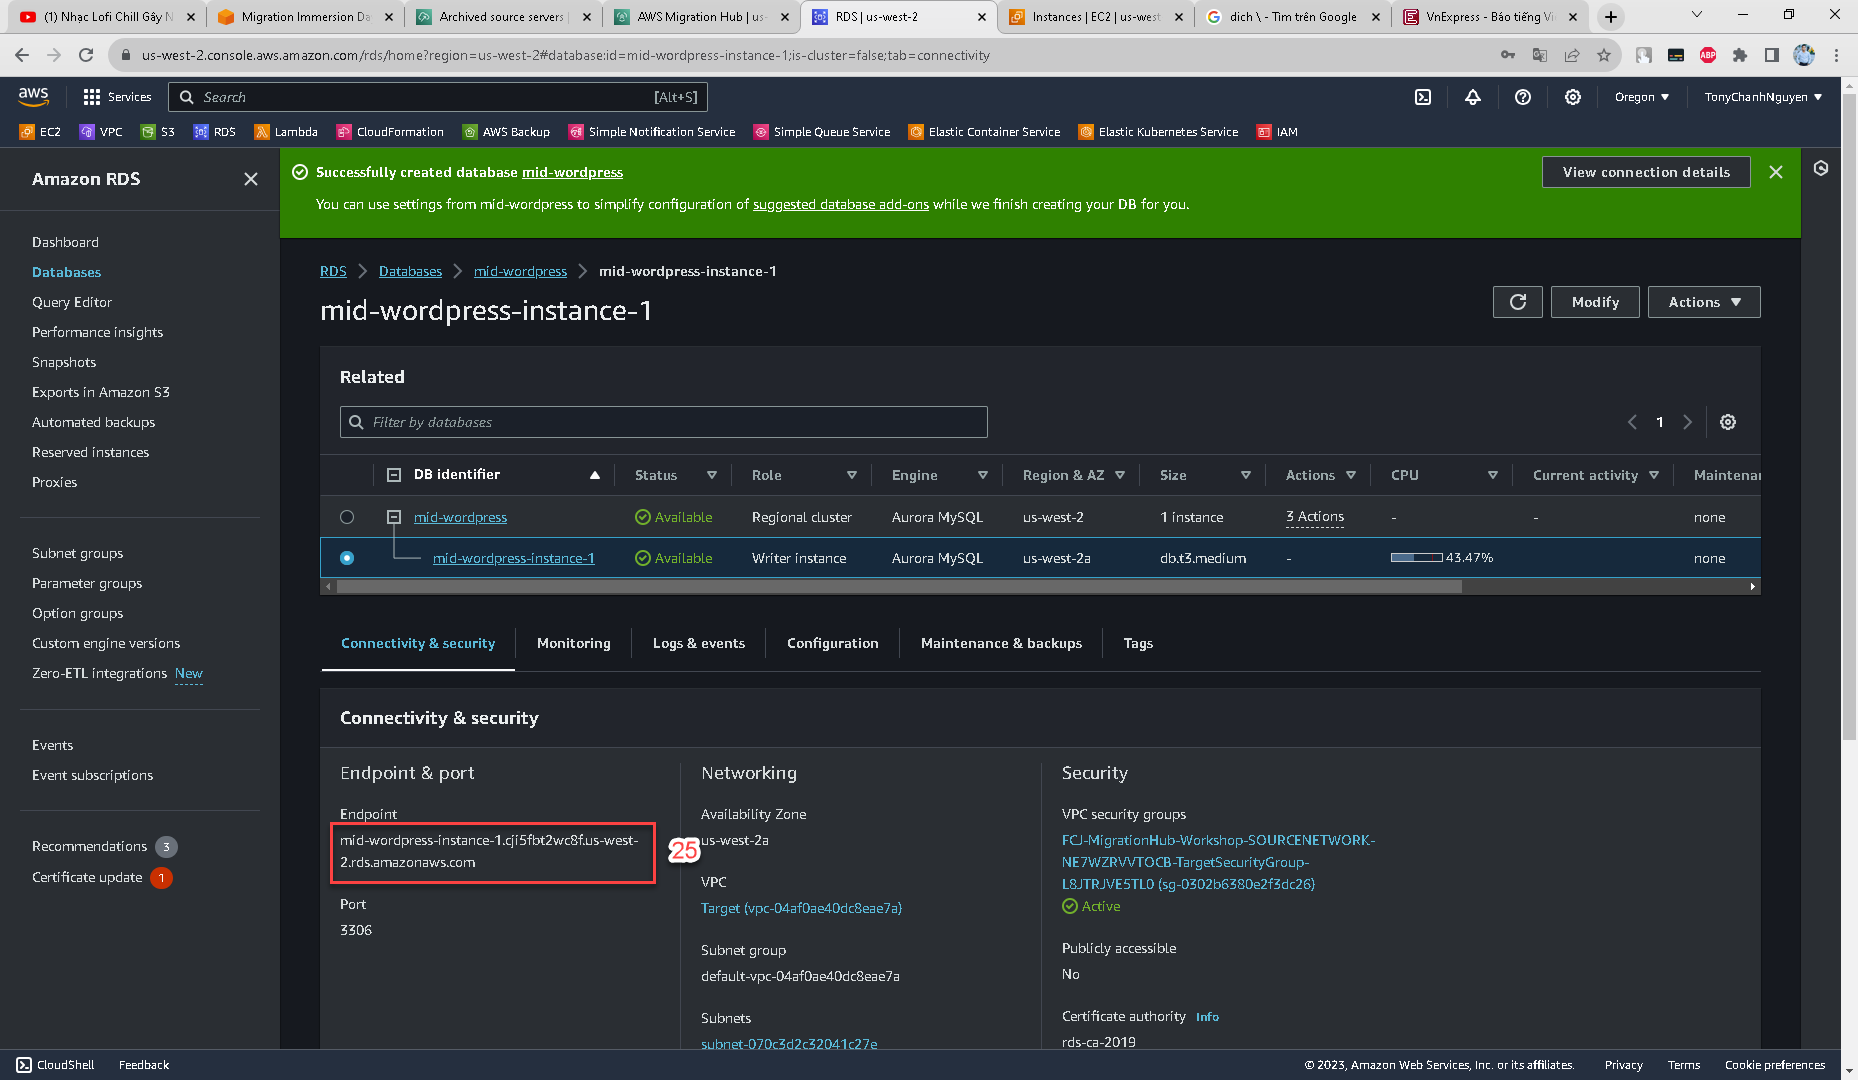 (1) Nhạc Lofi Chill Gây N
Migration Immersion Da
Archived source servers |
AWS Migration Hub | us-
RDS | us-west-2
Instances | EC2 | us-west
dich \ - Tìm trên Google
VnExpress - Báo tiếng Vi
us-west-2.console.aws.amazon.com/rds/home?region=us-west-2#database:id=mid-wordpress-instance-1;is-cluster=false;tab=connectivity
ABP
aws
Services
Search
[Alt+S]
Oregon
TonyChanhNguyen
EC2
VPC
S3
RDS
Lambda
CloudFormation
AWS Backup
Simple Notification Service
Simple Queue Service
Elastic Container Service
Elastic Kubernetes Service
IAM
Amazon RDS
Dashboard
Databases
Query Editor
Performance insights
Snapshots
Exports in Amazon S3
Automated backups
Reserved instances
Proxies
Subnet groups
Parameter groups
Option groups
Custom engine versions
Zero-ETL integrations New
Events
Event subscriptions
Recommendations 3
Certificate update 1
Successfully created database mid-wordpress
You can use settings from mid-wordpress to simplify configuration of suggested database add-ons while we finish creating your DB for you.
View connection details
RDS
Databases
mid-wordpress
mid-wordpress-instance-1
mid-wordpress-instance-1
Modify
Actions
Related
Filter by databases
1
DB identifier
Status
Role
Engine
Region & AZ
Size
Actions
CPU
Current activity
Maintenan
mid-wordpress
Available
Regional cluster
Aurora MySQL
us-west-2
1 instance
3 Actions
-
-
none
mid-wordpress-instance-1
Available
Writer instance
Aurora MySQL
us-west-2a
db.t3.medium
-
43.47%
none
Connectivity & security
Monitoring
Logs & events
Configuration
Maintenance & backups
Tags
Connectivity & security
Endpoint & port
Endpoint
mid-wordpress-instance-1.cji5fbt2wc8f.us-west-
2.rds.amazonaws.com
25
Port
3306
Networking
Availability Zone
us-west-2a
VPC
Target (vpc-04af0ae40dc8eae7a)
Subnet group
default-vpc-04af0ae40dc8eae7a
Subnets
subnet-070c3d2c32041c27e
Security
VPC security groups
FCJ-MigrationHub-Workshop-SOURCENETWORK-
NE7WZRVVTOCB-TargetSecurityGroup-
L8JTRJVE5TL0 (sg-0302b6380e2f3dc26)
Active
Publicly accessible
No
Certificate authority Info
rds-ca-2019
CloudShell
Feedback
© 2023, Amazon Web Services, Inc. or its affiliates.
Privacy
Terms
Cookie preferences